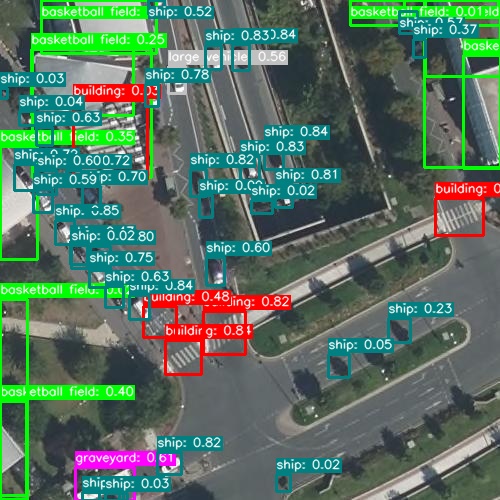 ship: 0.52
basketball field: 0.25
ship: 0.83
0.84
large vehicle 0.56
ship: 0.78
ship: 0.03
building: 0.03
ship: 0.04
ship: 0.63
basketball field: 0.35
ship: 0.84
ship: 0.83
ship: 0.82
ship: 0.600.72
ship: 0.59
0.70
ship: 0.81
ship: 0.02
ship: 0.85
ship: 0.02
80
ship: 0.75
ship: 0.60
ship: 0.63
ship: 0.84
basketball field:
building: 0.48
building: 0.82
building: 0.84
ship: 0.37
building: 0
ship: 0.23
ship: 0.05
basketball field: 0.40
ship: 0.82
graveyard: 0.61
ship: 0.03
ship: 0.02